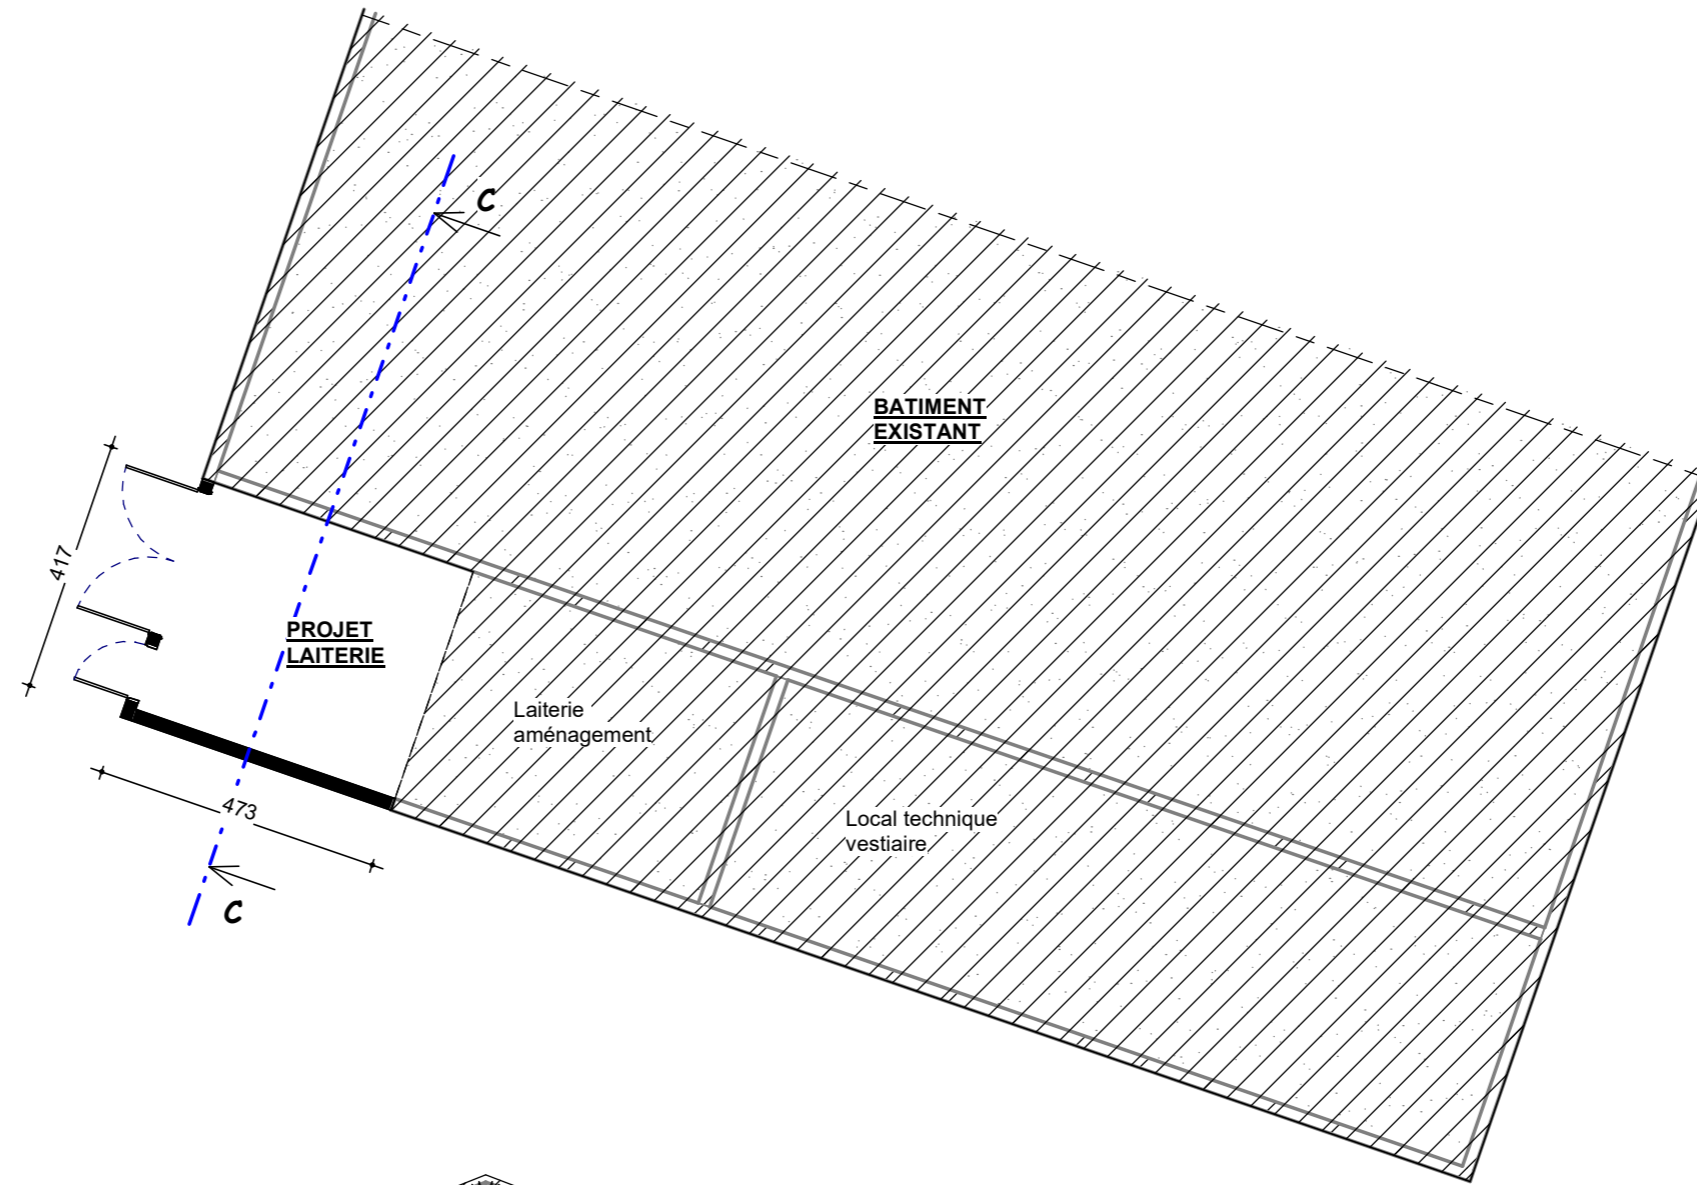 C
BATIMENT
EXISTANT
417
PROJET
LAITERIE
Laiterie
aménagement
473
Local technique
vestiaire
C